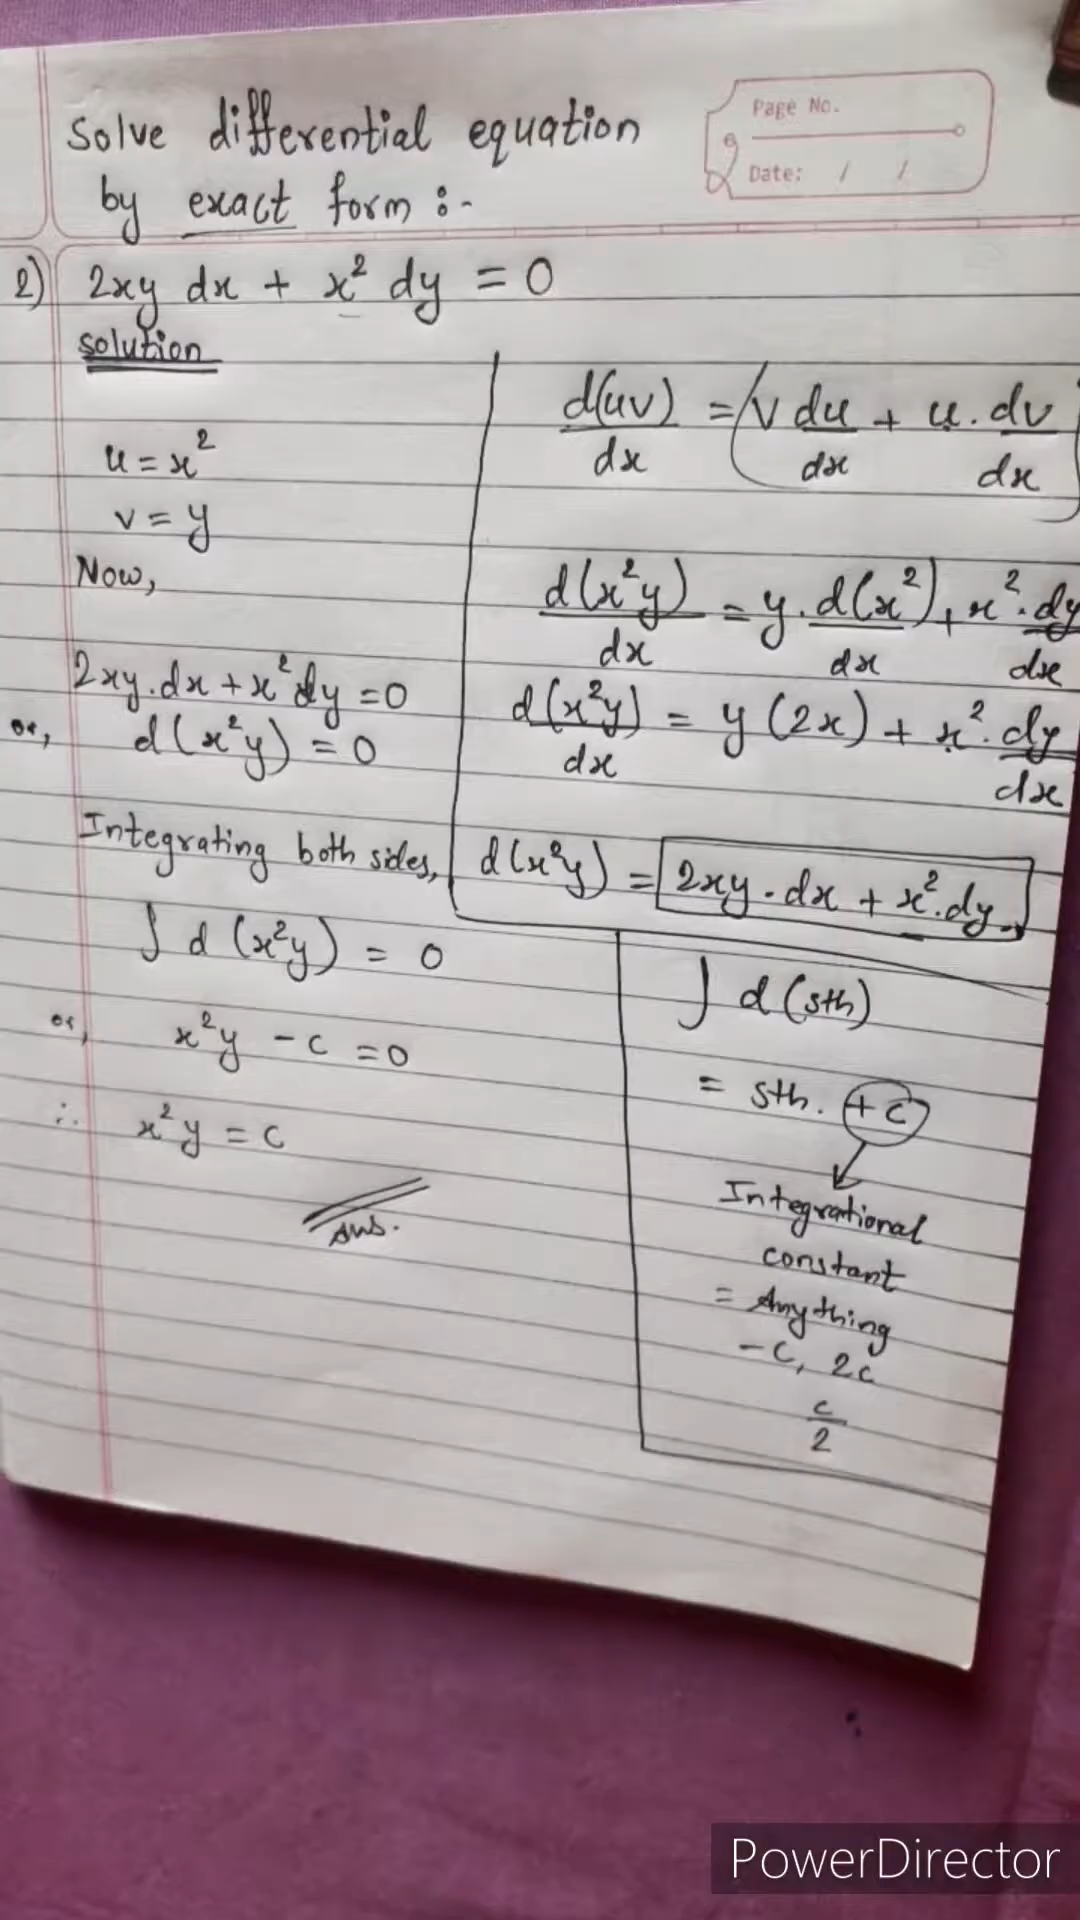 Solve differential equation
by exact form :-
Page No.
Date: / /
2) 2xy dx + x² dy = 0
solution
u = x²
v = y
Now,
2xy.dx + x² dy = 0
or, d(x²y) = 0
Integrating both sides,
∫ d (x²y) = 0
or, x²y - c = 0
∴ x²y = c
Ans.
d(uv)/dx = (v du/dx + u. dv/dx)
d(x²y)/dx = y. d(x²)/dx + x². dy/dx
d(x²y)/dx = y (2x) + x². dy/dx
d(x²y) = 2xy. dx + x². dy
∫ d (sth)
= sth. + c
Integrational
constant
= Anything
-c, 2c
c/2
PowerDirector